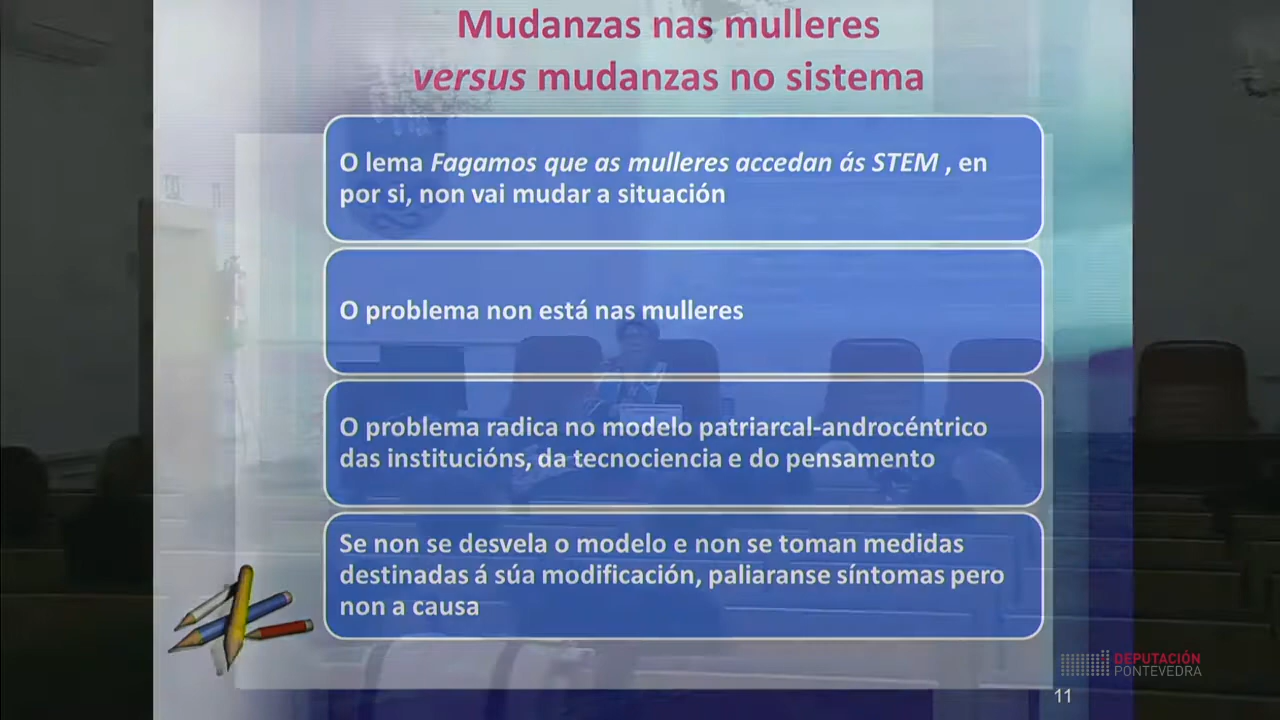 Mudanzas nas mulleres
versus mudanzas no sistema
O lema Fagamos que as mulleres accedan ás STEM , en
por si, non vai mudar a situación
O problema non está nas mulleres
O problema radica no modelo patriarcal-androcéntrico
das institucións, da tecnociencia e do pensamento
Se non se desvela o modelo e non se toman medidas
destinadas á súa modificación, paliaranse síntomas pero
non a causa
DEPUTACIÓN
PONTEVEDRA
11